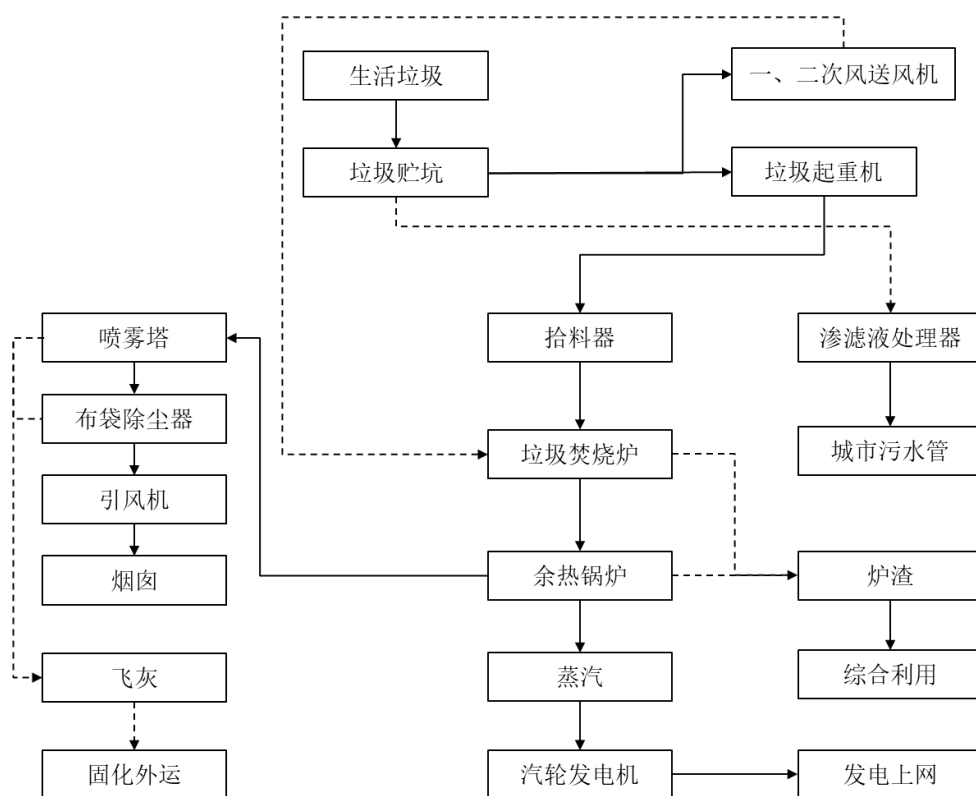 生活垃圾
一、二次风送风机
垃圾贮坑
垃圾起重机
喷雾塔
拾料器
渗滤液处理器
布袋除尘器
垃圾焚烧炉
城市污水管
引风机
烟囱
余热锅炉
炉渣
飞灰
蒸汽
综合利用
固化外运
汽轮发电机
发电上网